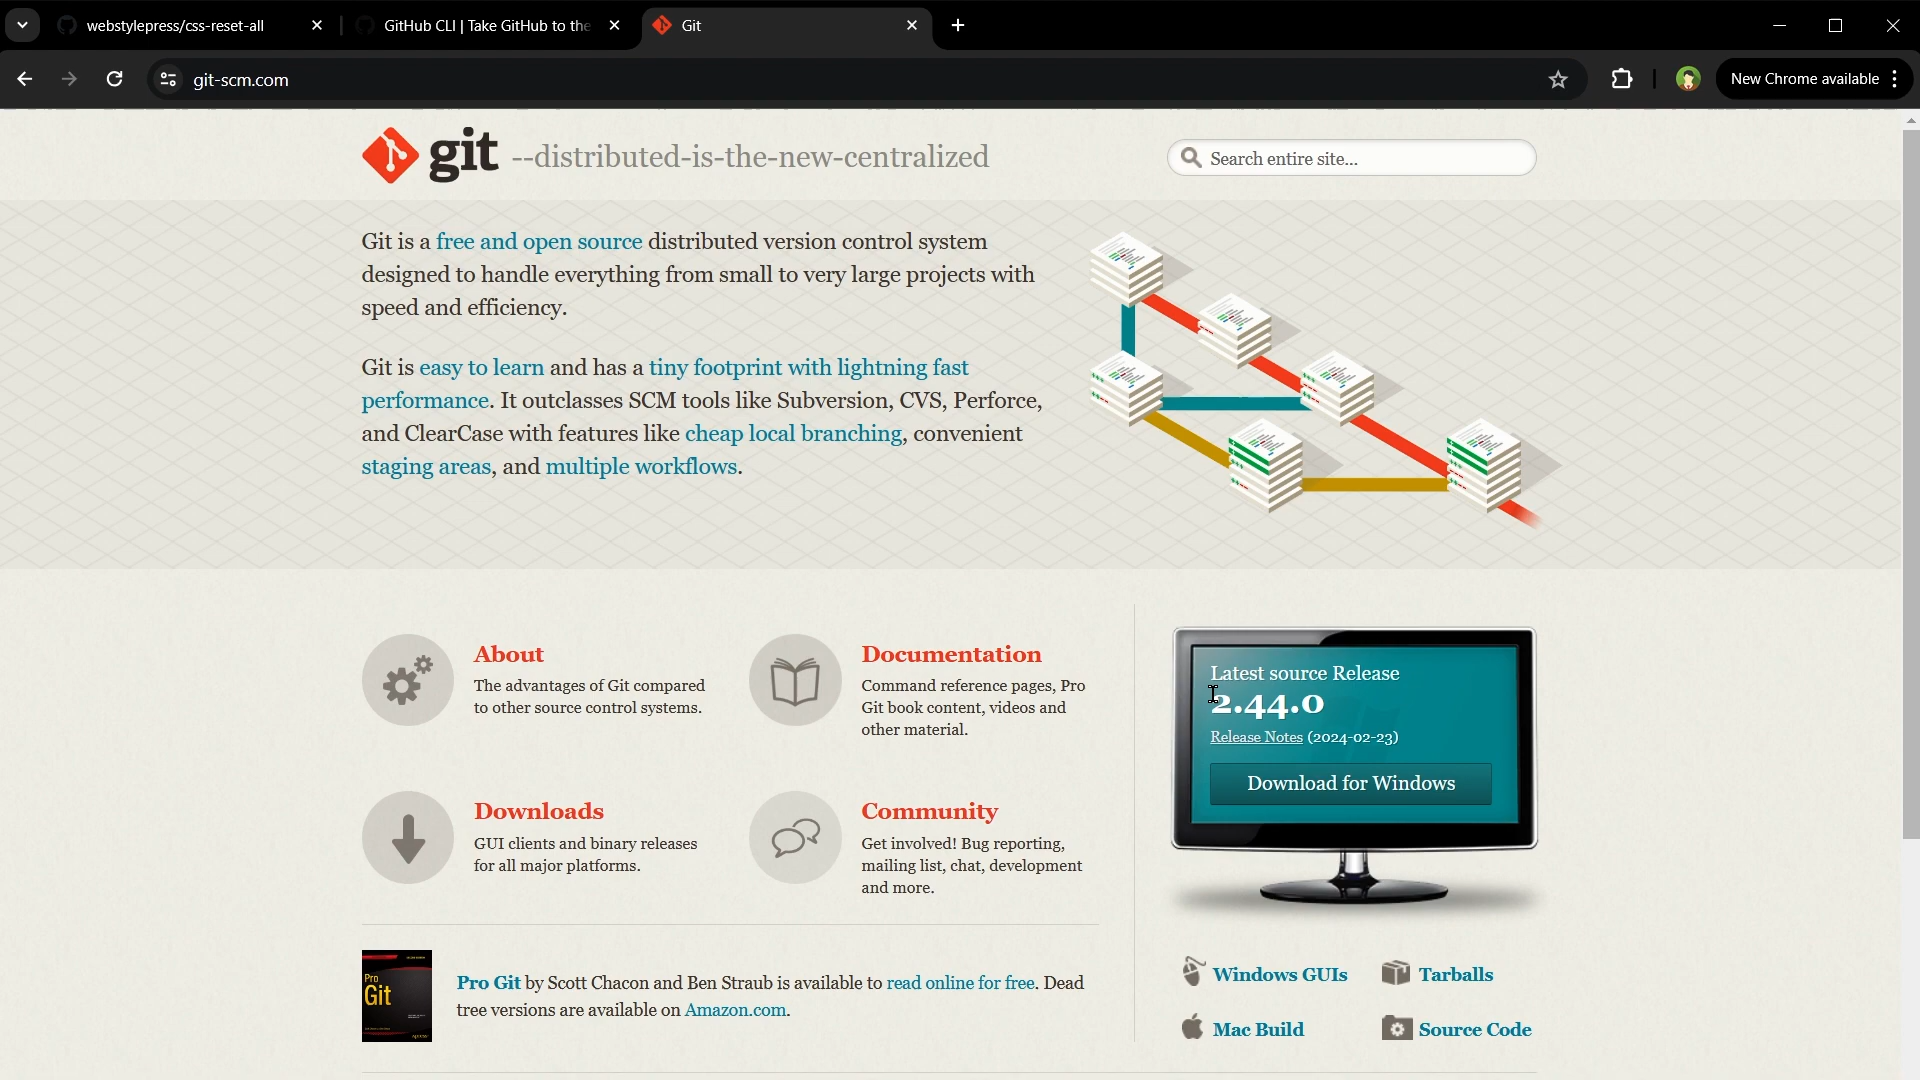 webstylepress/css-reset-all
GitHub CLI | Take GitHub to the
Git
git-scm.com
New Chrome available
git --distributed-is-the-new-centralized
Search entire site...
Git is a free and open source distributed version control system
designed to handle everything from small to very large projects with
speed and efficiency.
Git is easy to learn and has a tiny footprint with lightning fast
performance. It outclasses SCM tools like Subversion, CVS, Perforce,
and ClearCase with features like cheap local branching, convenient
staging areas, and multiple workflows.
About
The advantages of Git compared
to other source control systems.
Documentation
Command reference pages, Pro
Git book content, videos and
other material.
Downloads
GUI clients and binary releases
for all major platforms.
Community
Get involved! Bug reporting,
mailing list, chat, development
and more.
Latest source Release
2.44.0
Release Notes (2024-02-23)
Download for Windows
Pro
Git
Pro Git by Scott Chacon and Ben Straub is available to read online for free. Dead
tree versions are available on Amazon.com.
Windows GUIs
Tarballs
Mac Build
Source Code